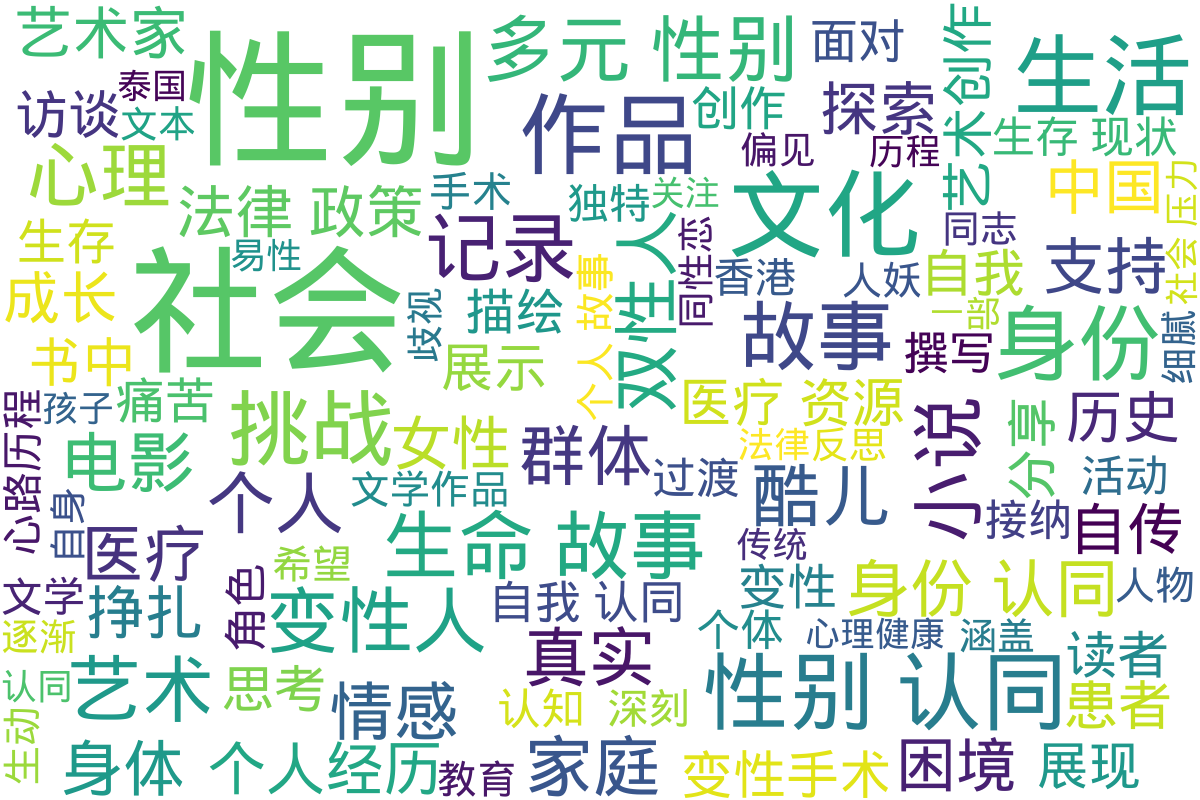 艺术家
性别
多元 性别
面对
艺术创作
生活
泰国
访谈
文本
作品
创作
探索
偏见
历程
生存 现状
心理
法律 政策
手术
独特
关注
文化
中国
社会 压力
生存
易性
记录
双性人
同性恋
香港
同志
人妖
自我
支持
成长
社会
歧视
描绘
个人 故事
故事
一部
身份
细腻
书中
展示
撰写
心路历程
孩子
痛苦
挑战
女性
群体
医疗 资源
法律反思
小说
分享
历史
电影
自身
个人
文学作品
过渡
酷儿
活动
接纳
自传
医疗
生命 故事
传统
希望
文学
挣扎
角色
变性人
自我 认同
变性
身份 认同
人物
逐渐
真实
个体
心理健康
涵盖
读者
认同
艺术
思考
情感
认知
深刻
性别 认同
患者
生动
身体
个人经历
教育
家庭
变性手术
困境
展现